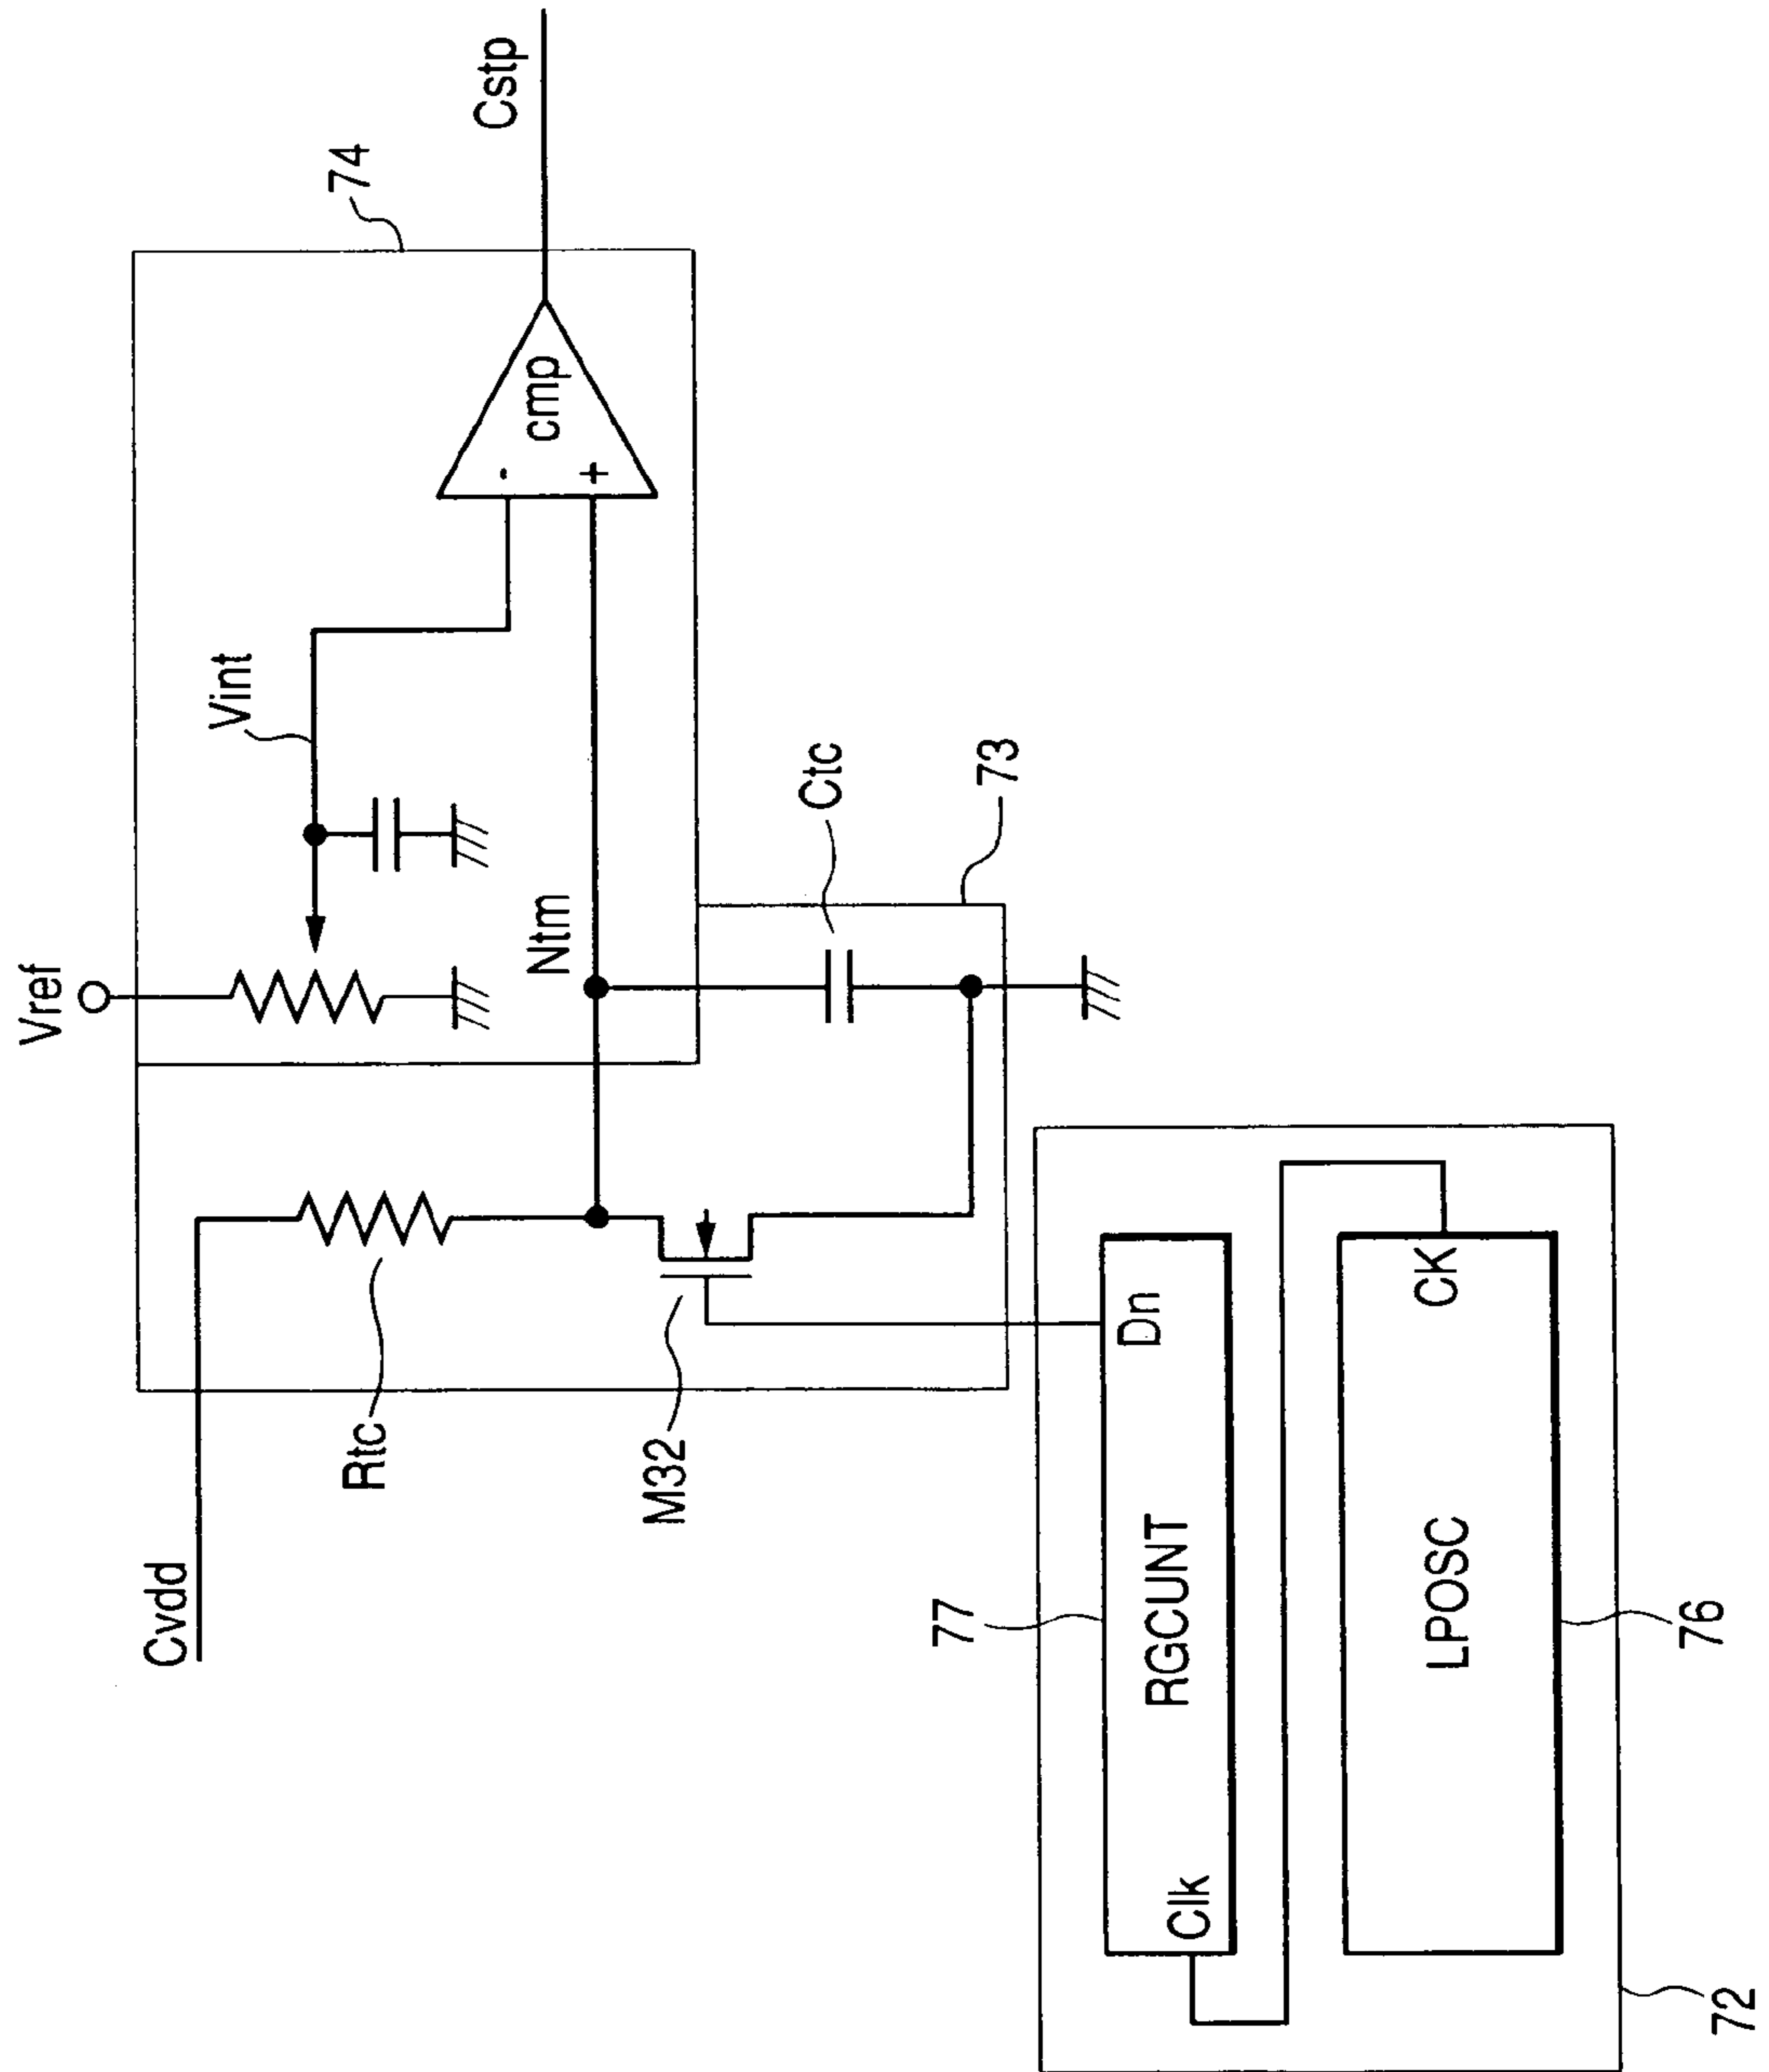 Vref
Vint
74
Cstp
-
cmp
+
Cvdd
Ntm
Rtc
M32
Ctc
73
77
Dn
Clk
RGCUNT
CK
LPOSC
76
72